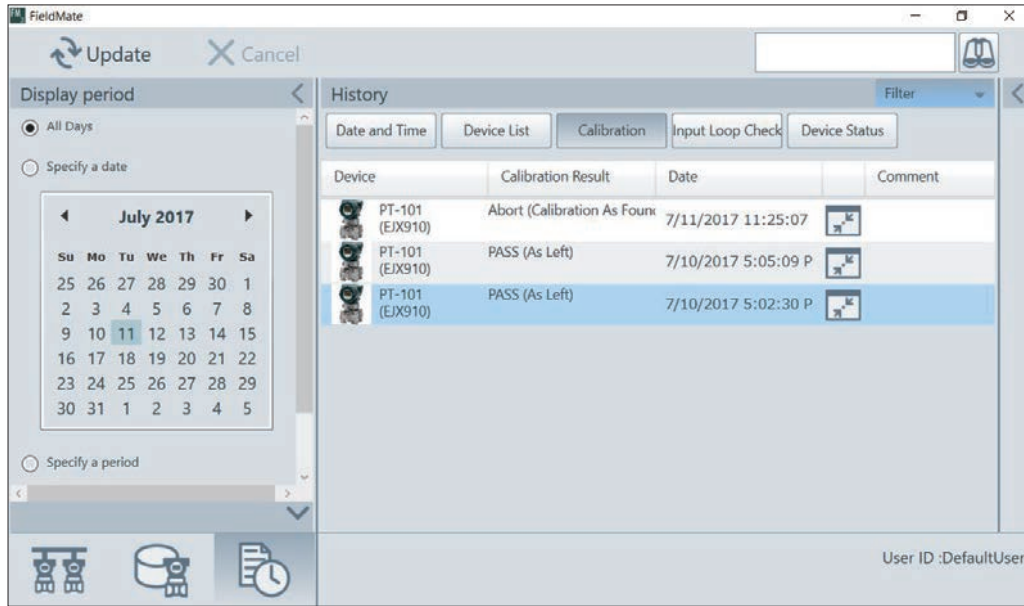 FieldMate
Update Cancel
Display period
All Days
Specify a date
July 2017
Su Mo Tu We Th Fr Sa
25 26 27 28 29 30 1
2 3 4 5 6 7 8
9 10 11 12 13 14 15
16 17 18 19 20 21 22
23 24 25 26 27 28 29
30 31 1 2 3 4 5
Specify a period
History Filter
Date and Time Device List Calibration Input Loop Check Device Status
Device Calibration Result Date Comment
PT-101 Abort (Calibration As Foun 7/11/2017 11:25:07
(EJX910)
PT-101 PASS (As Left) 7/10/2017 5:05:09 P
(EJX910)
PT-101 PASS (As Left) 7/10/2017 5:02:30 P
(EJX910)
User ID :DefaultUser